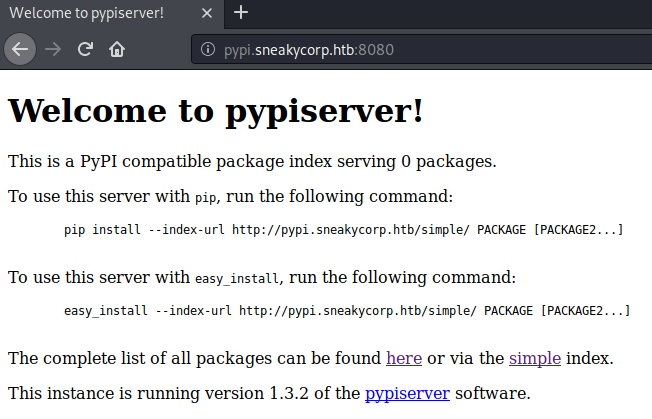 Welcome to pypiserver!
pypi.sneakycorp.htb:8080
Welcome to pypiserver!
This is a PyPI compatible package index serving 0 packages.
To use this server with pip, run the following command:
pip install --index-url http://pypi.sneakycorp.htb/simple/ PACKAGE [PACKAGE2...]
To use this server with easy_install, run the following command:
easy_install --index-url http://pypi.sneakycorp.htb/simple/ PACKAGE [PACKAGE2...]
The complete list of all packages can be found here or via the simple index.
This instance is running version 1.3.2 of the pypiserver software.